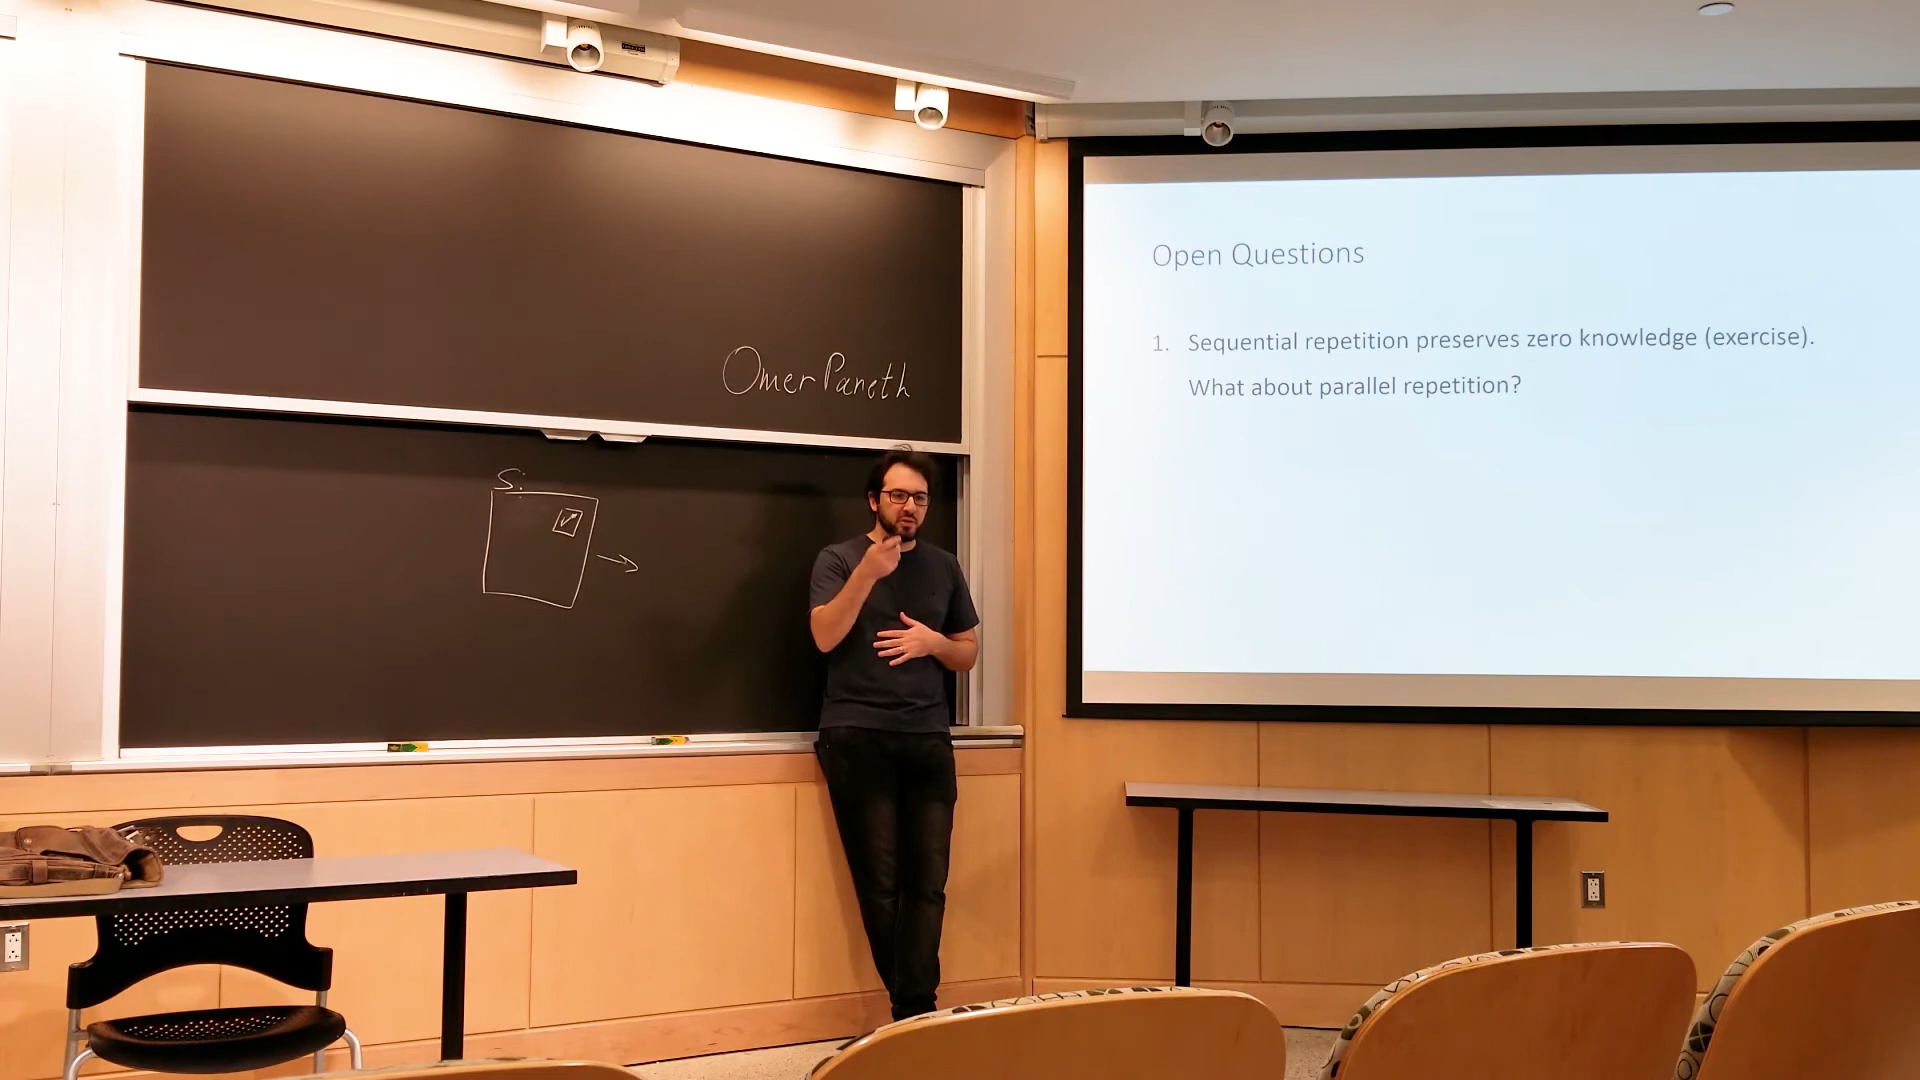 Omer Paneth
S:
V*
Open Questions
1. Sequential repetition preserves zero knowledge (exercise).
What about parallel repetition?